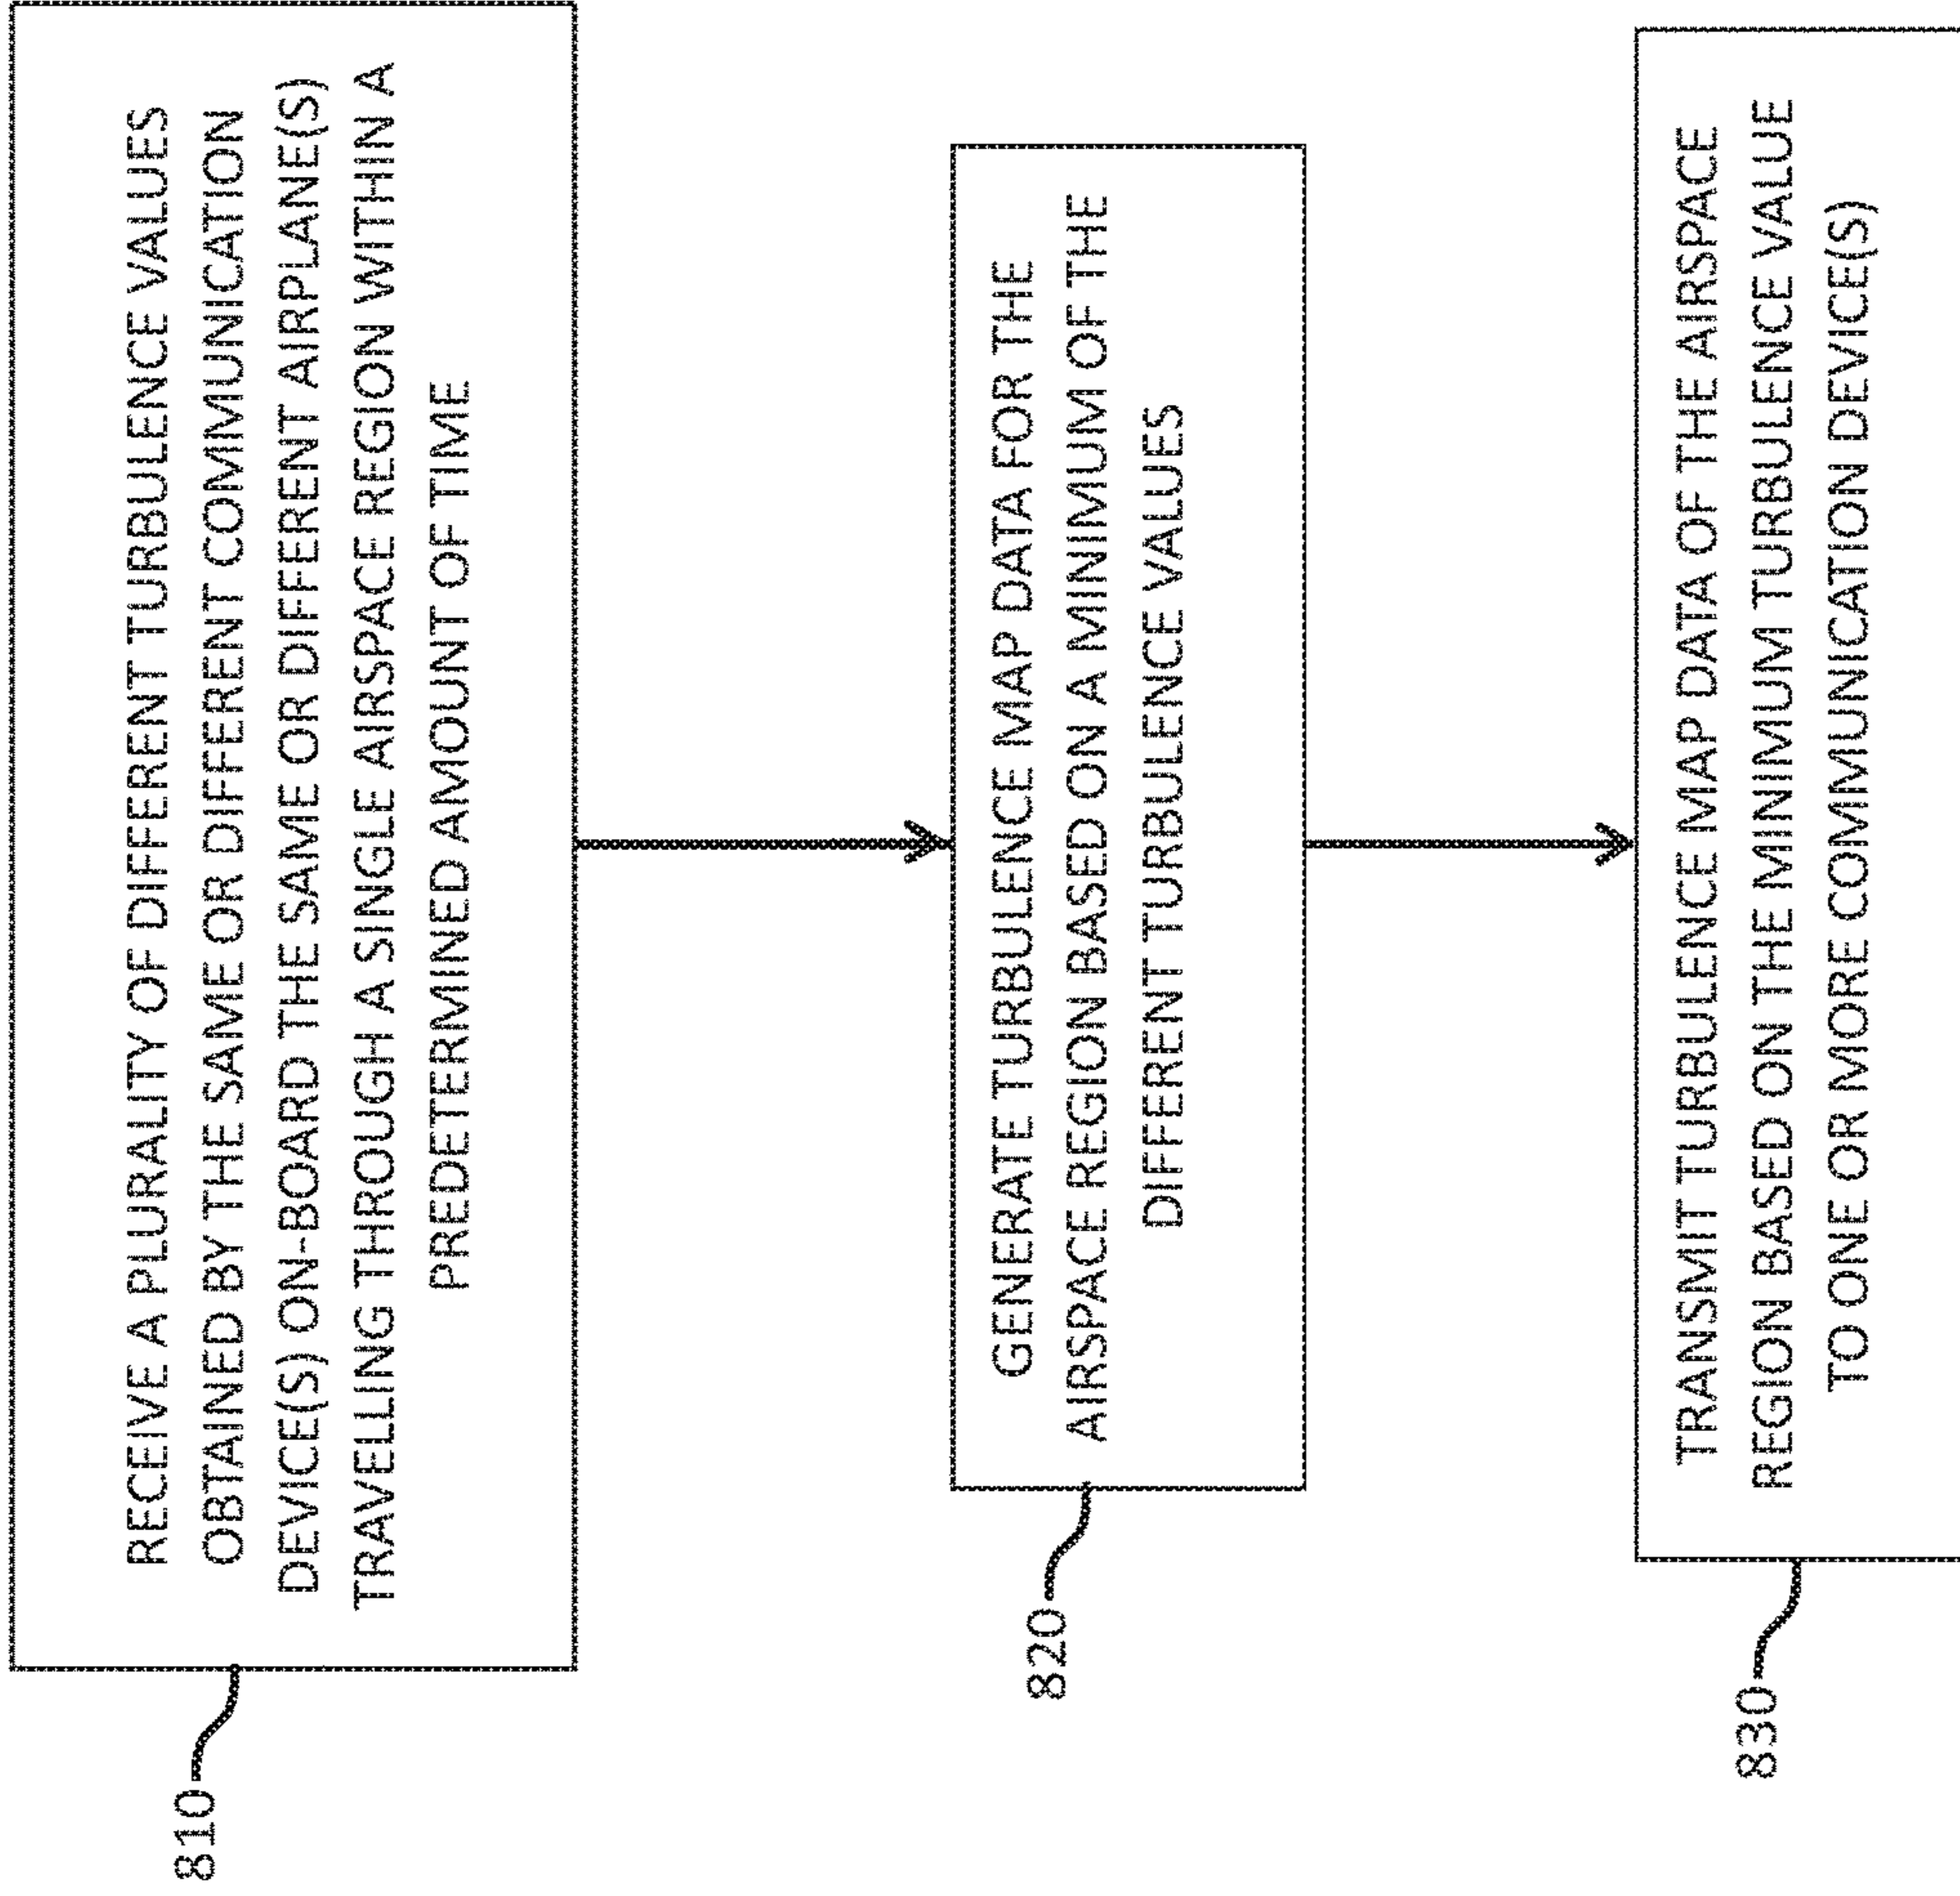 RECEIVE A PLURALITY OF DIFFERENT TURBULENCE VALUES
OBTAINED BY THE SAME OR DIFFERENT COMMUNICATION
DEVICE(S) ON-BOARD THE SAME OR DIFFERENT AIRPLANE(S)
TRAVELLING THROUGH A SINGLE AIRSPACE REGION WITHIN A
PREDETERMINED AMOUNT OF TIME
810
GENERATE TURBULENCE MAP DATA FOR THE
AIRSPACE REGION BASED ON A MINIMUM OF THE
DIFFERENT TURBULENCE VALUES
820
TRANSMIT TURBULENCE MAP DATA OF THE AIRSPACE
REGION BASED ON THE MINIMUM TURBULENCE VALUE
TO ONE OR MORE COMMUNICATION DEVICE(S)
830